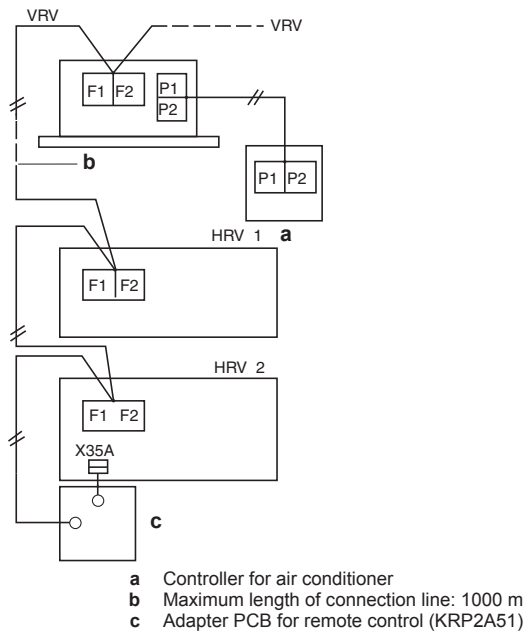 VRV
VRV
F1 F2
P1
P2
b
P1 P2
a
HRV 1
F1 F2
HRV 2
F1 F2
X35A
c
a Controller for air conditioner
b Maximum length of connection line: 1000 m
c Adapter PCB for remote control (KRP2A51)